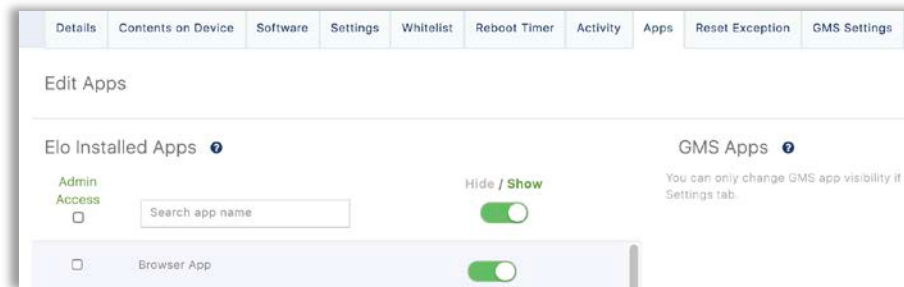 Details Contents on Device Software Settings Whitelist Reboot Timer Activity Apps Reset Exception GMS Settings
Edit Apps
Elo Installed Apps ?
GMS Apps ?
Admin Access
Hide / Show
Search app name
You can only change GMS app visibility if
Settings tab.
Browser App